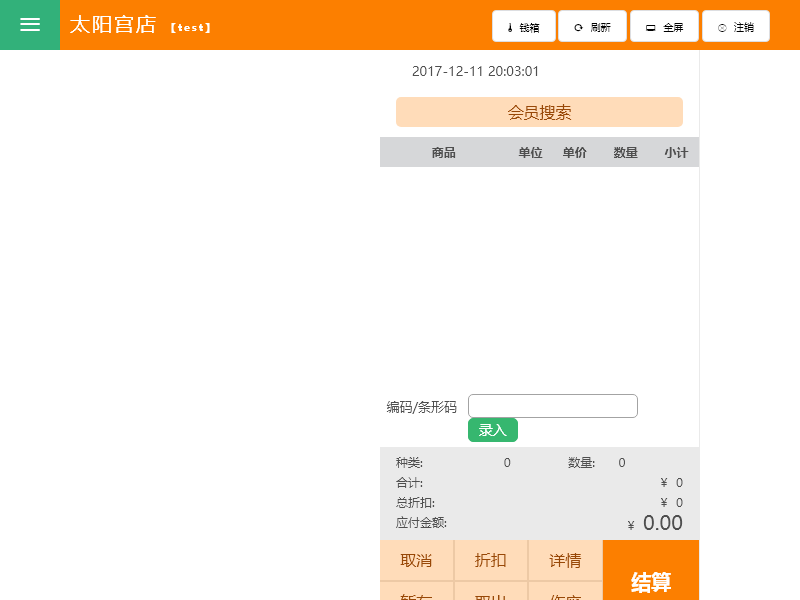 太阳宫店 [test] 钱箱 刷新 全屏 注销
2017-12-11 20:03:01
会员搜索
商品 单位 单价 数量 小计
编码/条形码
录入
种类: 0 数量: 0
合计: ¥ 0
总折扣: ¥ 0
应付金额: ¥ 0.00
取消 折扣 详情
结算